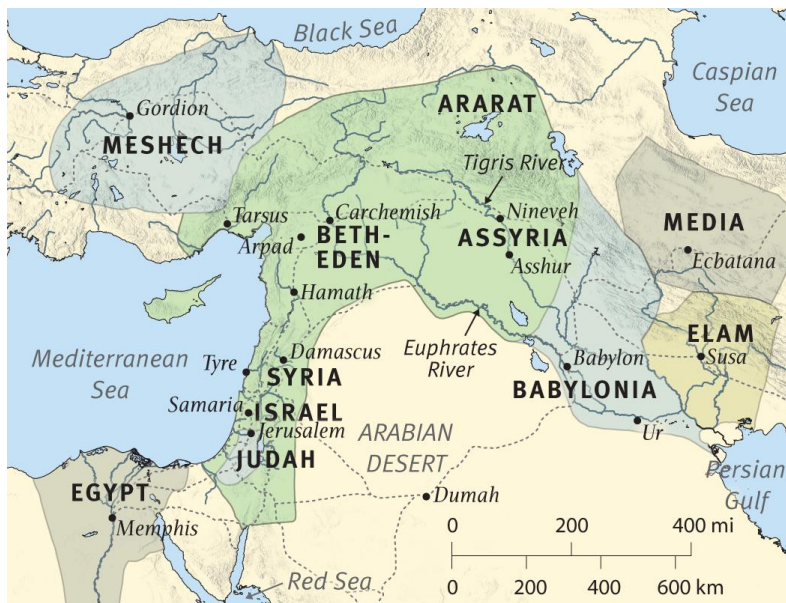 Black Sea
Caspian
Sea
ARARAT
Gordion
MESHECH
Tigris River
Tarsus
Carchemish
Nineveh
MEDIA
Arpad
BETH-
EDEN
ASSYRIA
Ecbatana
Asshur
Hamath
Euphrates
River
ELAM
Susa
Mediterranean
Sea
Tyre
Damascus
SYRIA
Babylon
BABYLONIA
Samaria
ISRAEL
Jerusalem
JUDAH
ARABIAN
DESERT
Ur
Persian
Gulf
EGYPT
Memphis
Dumah
0 200 400 mi
0 200 400 600 km
Red Sea